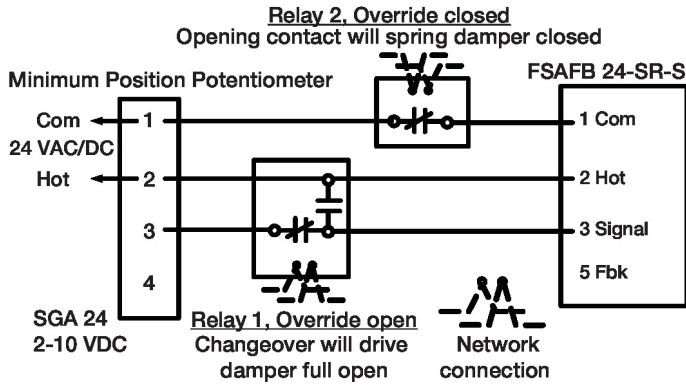 Relay 2, Override closed
Opening contact will spring damper closed
Minimum Position Potentiometer
FSAFB 24-SR-S
Com
1
1 Com
24 VAC/DC
Hot
2
2 Hot
3
3 Signal
4
5 Fbk
SGA 24
2-10 VDC
Relay 1, Override open
Changeover will drive
damper full open
Network
connection